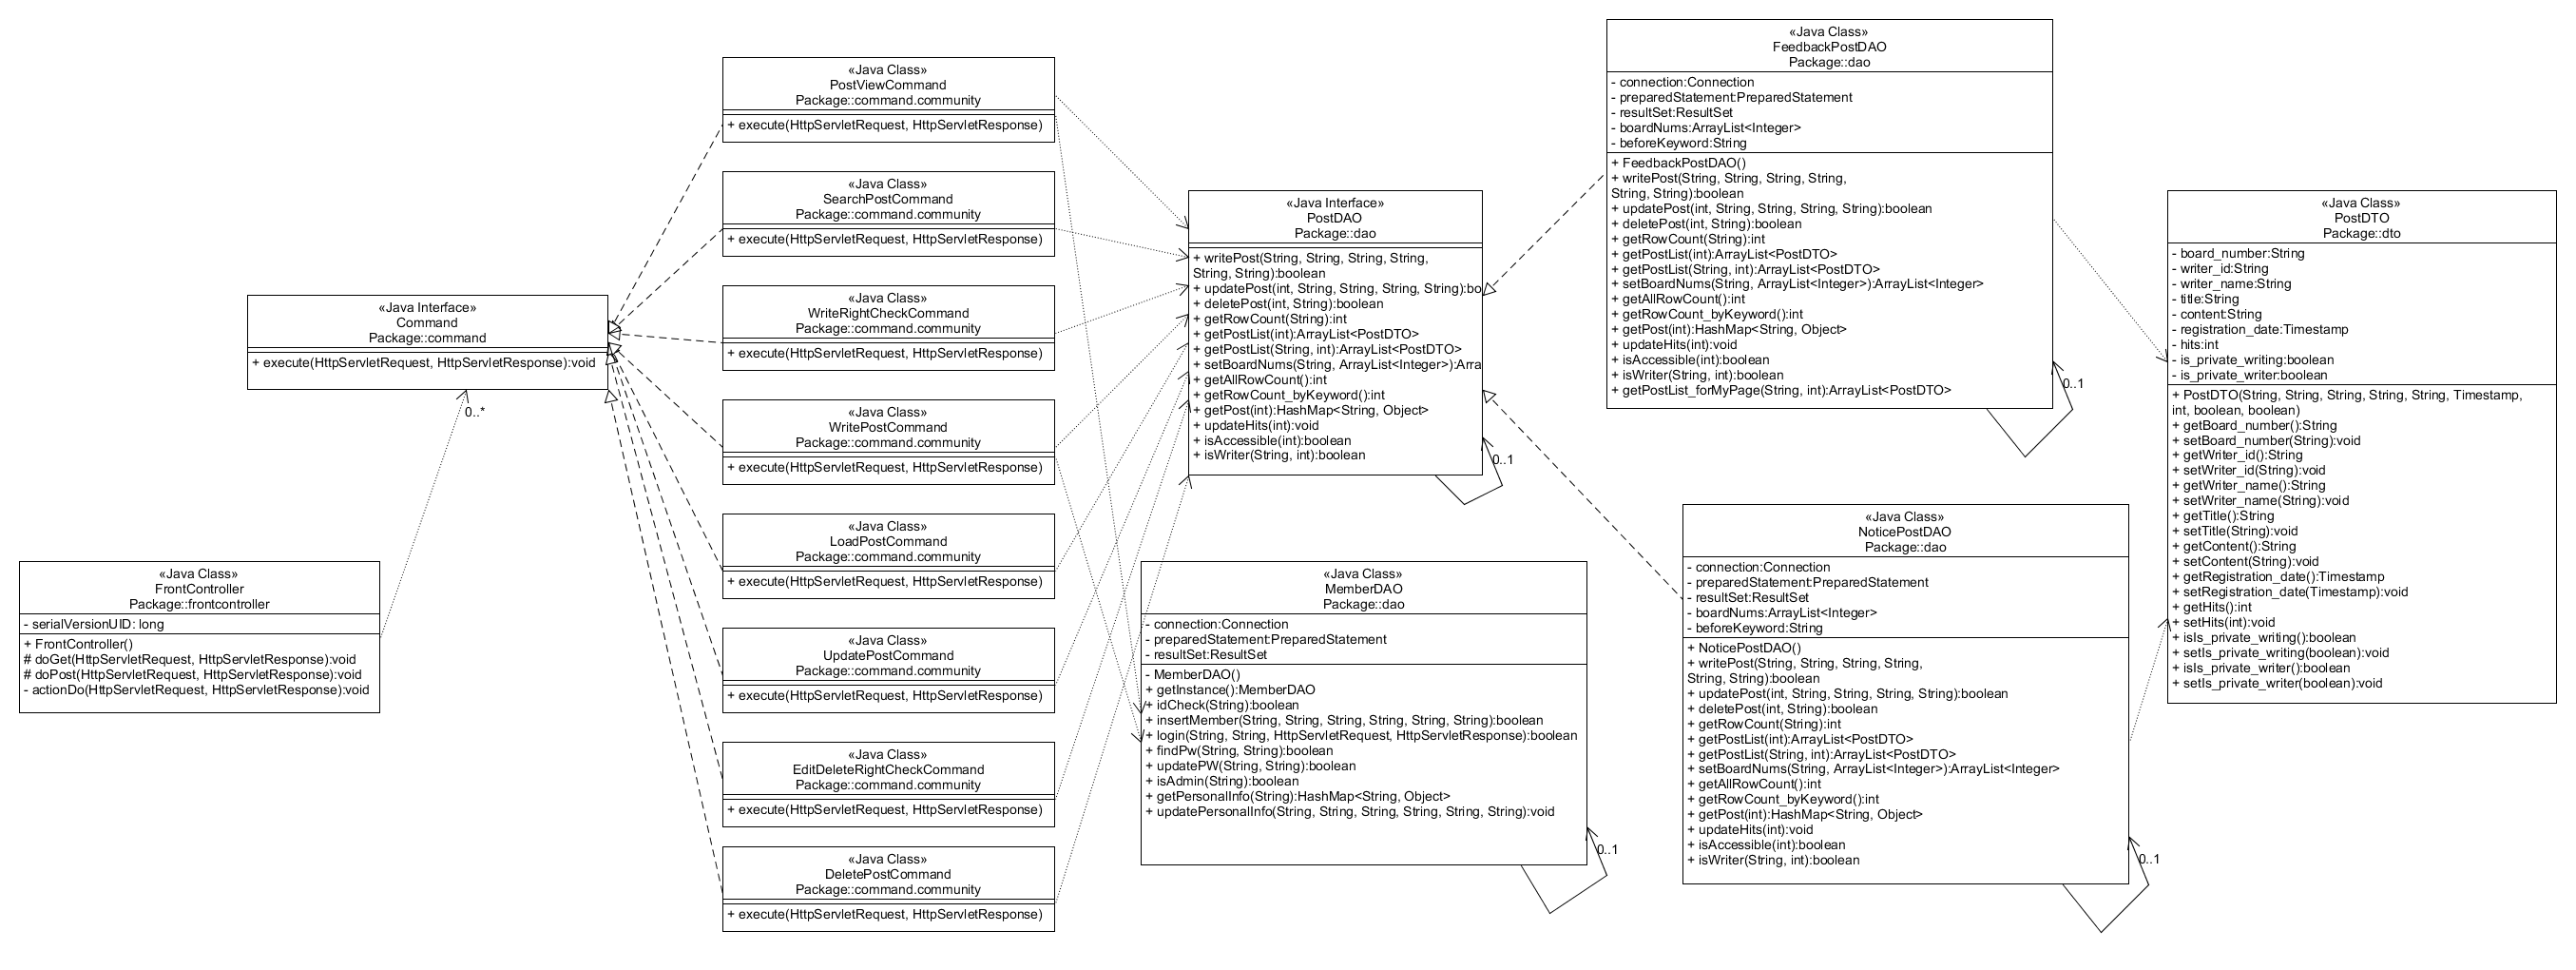 «Java Class»
FrontController
Package::frontcontroller
- serialVersionUID: long
+ FrontController()
# doGet(HttpServletRequest, HttpServletResponse):void
# doPost(HttpServletRequest, HttpServletResponse):void
- actionDo(HttpServletRequest, HttpServletResponse):void
«Java Interface»
Command
Package::command
+ execute(HttpServletRequest, HttpServletResponse):void
0..*
«Java Class»
PostViewCommand
Package::command.community
+ execute(HttpServletRequest, HttpServletResponse)
«Java Class»
SearchPostCommand
Package::command.community
+ execute(HttpServletRequest, HttpServletResponse)
«Java Class»
WriteRightCheckCommand
Package::command.community
+ execute(HttpServletRequest, HttpServletResponse)
«Java Class»
WritePostCommand
Package::command.community
+ execute(HttpServletRequest, HttpServletResponse)
«Java Class»
LoadPostCommand
Package::command.community
+ execute(HttpServletRequest, HttpServletResponse)
«Java Class»
UpdatePostCommand
Package::command.community
+ execute(HttpServletRequest, HttpServletResponse)
«Java Class»
EditDeleteRightCheckCommand
Package::command.community
+ execute(HttpServletRequest, HttpServletResponse)
«Java Class»
DeletePostCommand
Package::command.community
+ execute(HttpServletRequest, HttpServletResponse)
«Java Interface»
PostDAO
Package::dao
+ writePost(String, String, String, String,
String, String):boolean
+ updatePost(int, String, String, String, String):bo
+ deletePost(int, String):boolean
+ getRowCount(String):int
+ getPostList(int):ArrayList<PostDTO>
+ getPostList(String, int):ArrayList<PostDTO>
+ setBoardNums(String, ArrayList<Integer>):Arra
+ getAllRowCount():int
+ getRowCount_byKeyword():int
+ getPost(int):HashMap<String, Object>
+ updateHits(int):void
+ isAccessible(int):boolean
+ isWriter(String, int):boolean
0..1
«Java Class»
MemberDAO
Package::dao
- connection:Connection
- preparedStatement:PreparedStatement
- resultSet:ResultSet
- MemberDAO()
+ getInstance():MemberDAO
+ idCheck(String):boolean
+ insertMember(String, String, String, String, String, String):boolean
+ login(String, String, HttpServletRequest, HttpServletResponse):boolean
+ findPw(String, String):boolean
+ updatePW(String, String):boolean
+ isAdmin(String):boolean
+ getPersonalInfo(String):HashMap<String, Object>
+ updatePersonalInfo(String, String, String, String, String, String):void
0..1
«Java Class»
FeedbackPostDAO
Package::dao
- connection:Connection
- preparedStatement:PreparedStatement
- resultSet:ResultSet
- boardNums:ArrayList<Integer>
- beforeKeyword:String
+ FeedbackPostDAO()
+ writePost(String, String, String, String,
String, String):boolean
+ updatePost(int, String, String, String, String):boolean
+ deletePost(int, String):boolean
+ getRowCount(String):int
+ getPostList(int):ArrayList<PostDTO>
+ getPostList(String, int):ArrayList<PostDTO>
+ setBoardNums(String, ArrayList<Integer>):ArrayList<Integer>
+ getAllRowCount():int
+ getRowCount_byKeyword():int
+ getPost(int):HashMap<String, Object>
+ updateHits(int):void
+ isAccessible(int):boolean
+ isWriter(String, int):boolean
+ getPostList_forMyPage(String, int):ArrayList<PostDTO>
0..1
«Java Class»
NoticePostDAO
Package::dao
- connection:Connection
- preparedStatement:PreparedStatement
- resultSet:ResultSet
- boardNums:ArrayList<Integer>
- beforeKeyword:String
+ NoticePostDAO()
+ writePost(String, String, String, String,
String, String):boolean
+ updatePost(int, String, String, String, String):boolean
+ deletePost(int, String):boolean
+ getRowCount(String):int
+ getPostList(int):ArrayList<PostDTO>
+ getPostList(String, int):ArrayList<PostDTO>
+ setBoardNums(String, ArrayList<Integer>):ArrayList<Integer>
+ getAllRowCount():int
+ getRowCount_byKeyword():int
+ getPost(int):HashMap<String, Object>
+ updateHits(int):void
+ isAccessible(int):boolean
+ isWriter(String, int):boolean
0..1
«Java Class»
PostDTO
Package::dto
- board_number:String
- writer_id:String
- writer_name:String
- title:String
- content:String
- registration_date:Timestamp
- hits:int
- is_private_writing:boolean
- is_private_writer:boolean
+ PostDTO(String, String, String, String, String, Timestamp,
int, boolean, boolean)
+ getBoard_number():String
+ setBoard_number(String):void
+ getWriter_id():String
+ setWriter_id(String):void
+ getWriter_name():String
+ setWriter_name(String):void
+ getTitle():String
+ setTitle(String):void
+ getContent():String
+ setContent(String):void
+ getRegistration_date():Timestamp
+ setRegistration_date(Timestamp):void
+ getHits():int
+ setHits(int):void
+ isIs_private_writing():boolean
+ setIs_private_writing(boolean):void
+ isIs_private_writer():boolean
+ setIs_private_writer(boolean):void